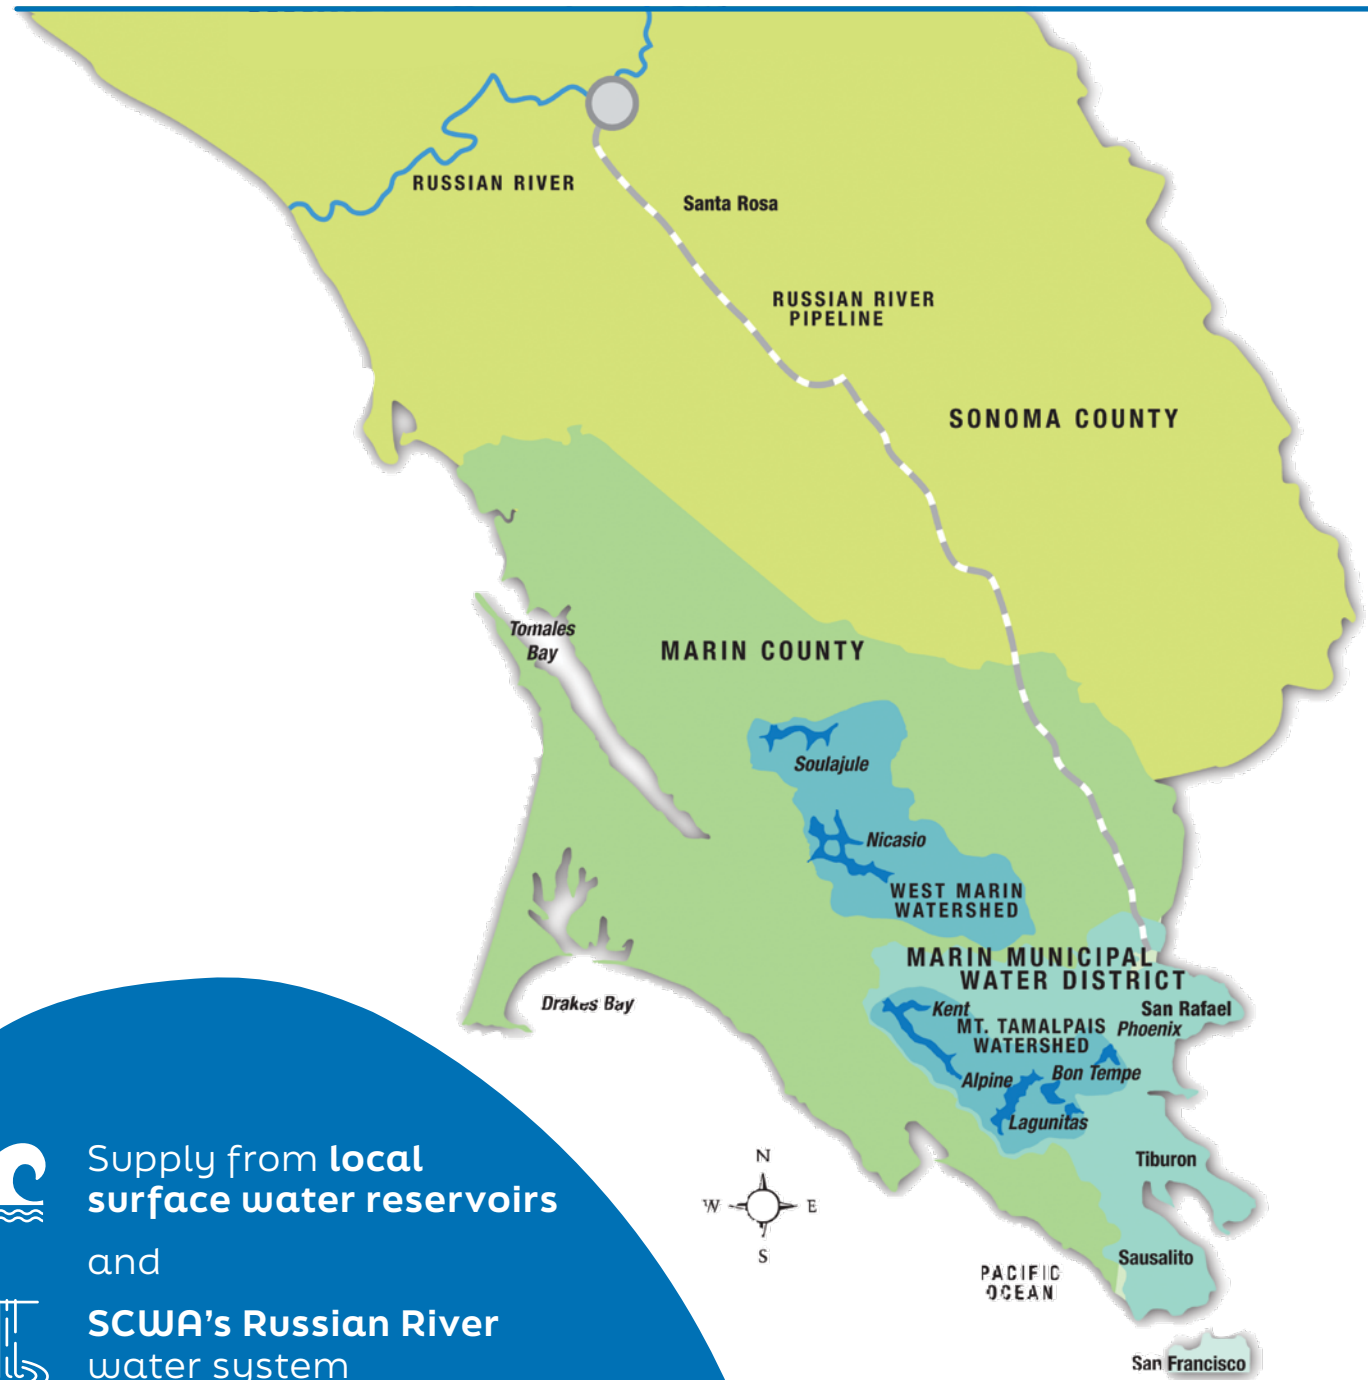 RUSSIAN RIVER
Santa Rosa
RUSSIAN RIVER
PIPELINE
SONOMA COUNTY
Tomales
Bay
MARIN COUNTY
Soulajule
Nicasio
WEST MARIN
WATERSHED
MARIN MUNICIPAL
WATER DISTRICT
Drakes Bay
Kent
San Rafael
MT. TAMALPAIS
WATERSHED
Phoenix
Alpine
Bon Tempe
Lagunitas
N
W
E
S
Tiburon
Sausalito
PACIFIC
OCEAN
San Francisco
Supply from local
surface water reservoirs
and
SCWA's Russian River
water system